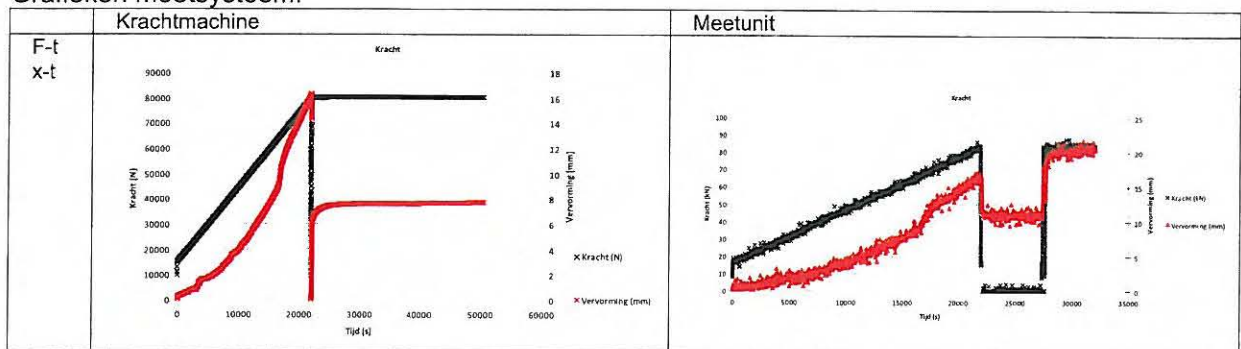 Grafieken meetsysteem:
Krachtmachine
Meetunit
F-t
x-t
Kracht
90000
80000
70000
60000
50000
40000
30000
20000
10000
0
Kracht (N)
18
16
14
12
10
8
6
4
2
0
Vervorming (mm)
0 10000 20000 30000 40000 50000 60000
Tijd (s)
× Kracht (N)
× Vervorming (mm)
Kracht
100
90
80
70
60
50
40
30
20
10
0
Kracht (kN)
25
20
15
10
5
0
Vervorming (mm)
0 5000 10000 15000 20000 25000 30000 35000
Tijd (s)
× Kracht (kN)
▲ Vervorming (mm)